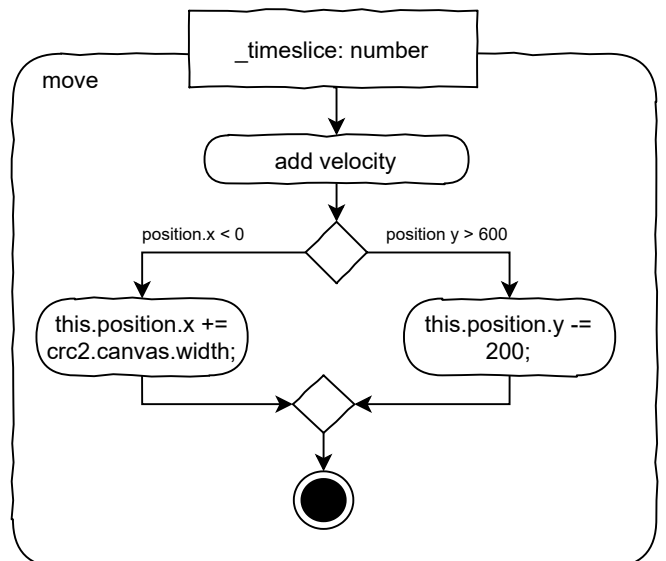 _timeslice: number
move
add velocity
position.x < 0
position y > 600
this.position.x +=
crc2.canvas.width;
this.position.y -=
200;